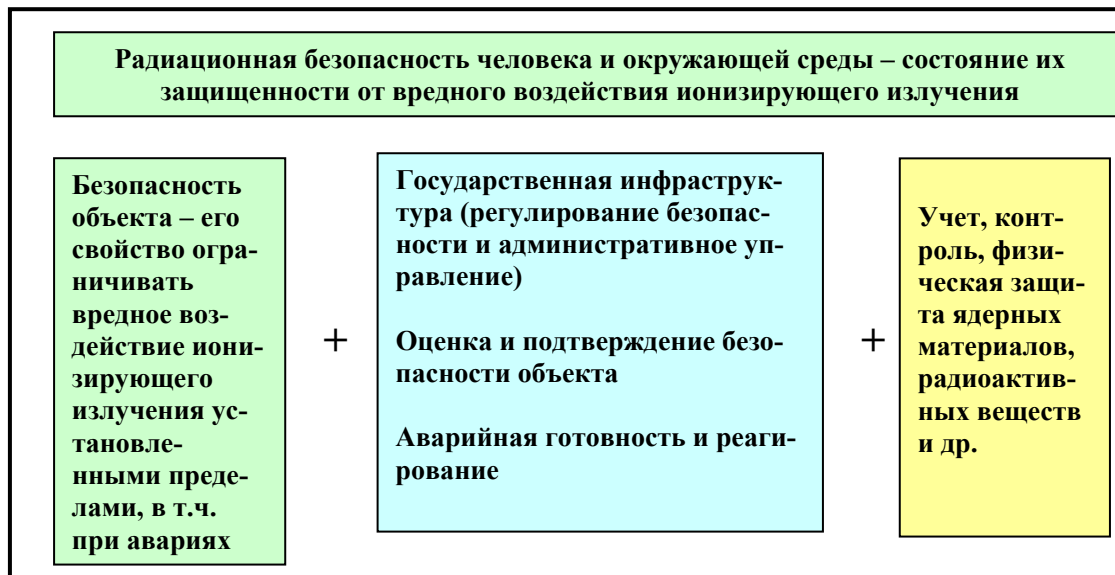 Радиационная безопасность человека и окружающей среды – состояние их
защищенности от вредного воздействия ионизирующего излучения
Безопасность
объекта – его
свойство огра-
ничивать
вредное воз-
действие иони-
зирующего
излучения ус-
тановле-
нными преде-
лами, в т.ч.
при авариях
+
Государственная инфраструк-
тура (регулирование безопас-
ности и административное уп-
равление)
Оценка и подтверждение безо-
пасности объекта
Аварийная готовность и реаги-
рование
+
Учет, конт-
роль, физи-
ческая защи-
та ядерных
материалов,
радиоактив-
ных веществ
и др.